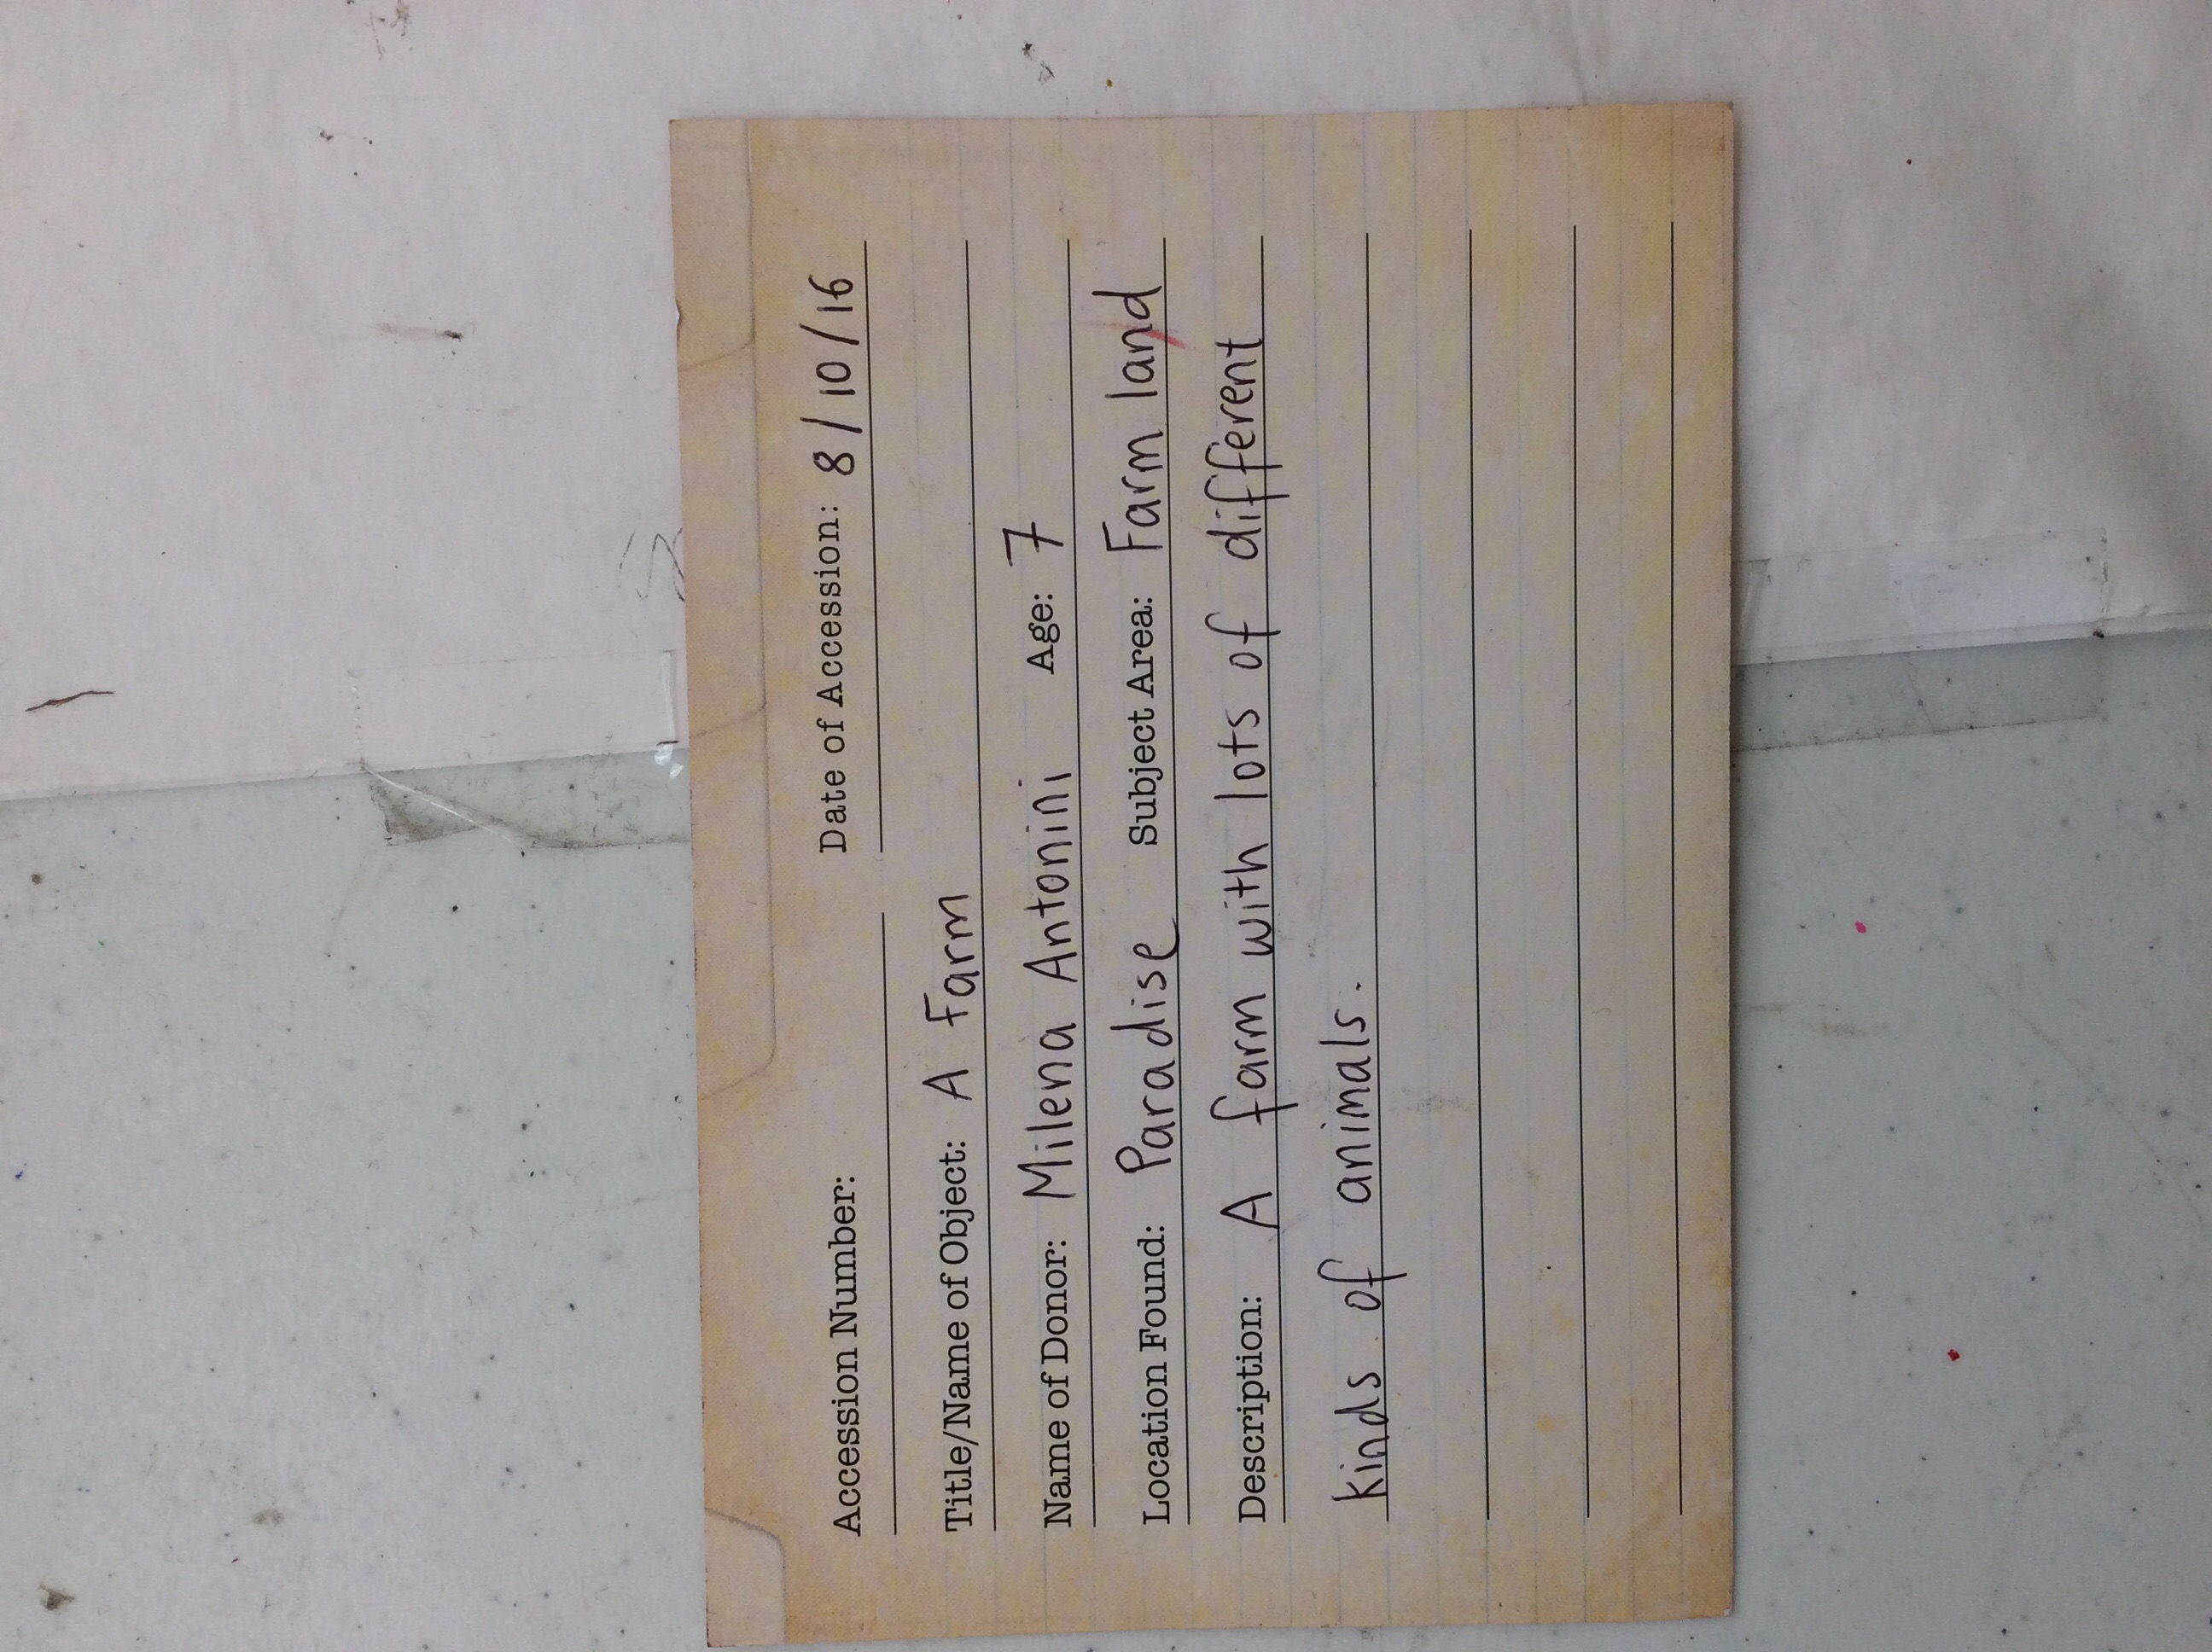 Accession Number: Date of Accession: 8/10/16
Title/Name of Object: A Farm
Name of Donor: Milena Antonini Age: 7
Location Found: Paradise Subject Area: Farm land
Description: A farm with lots of different
kinds of animals.